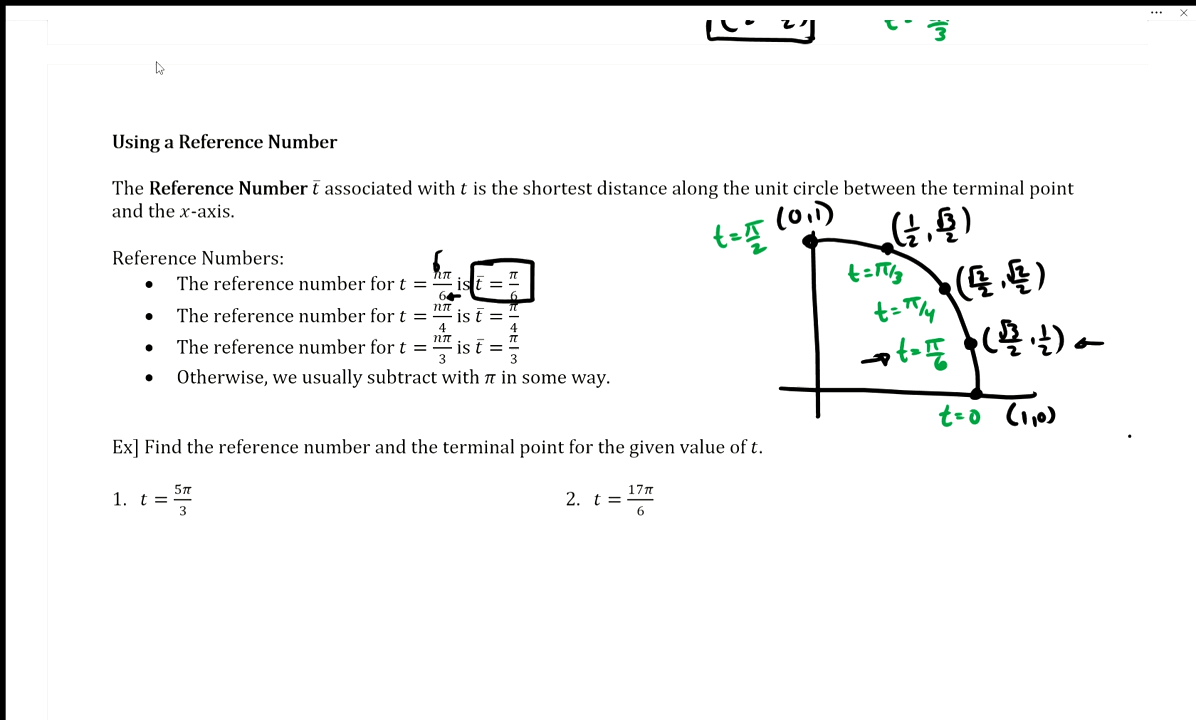 t = π/3
Using a Reference Number
The Reference Number t̄ associated with t is the shortest distance along the unit circle between the terminal point
and the x-axis.
Reference Numbers:
• The reference number for t = nπ/6 is t̄ = π/6
• The reference number for t = nπ/4 is t̄ = π/4
• The reference number for t = nπ/3 is t̄ = π/3
• Otherwise, we usually subtract with π in some way.
t = π/2 (0,1)
(1/2, √3/2)
t = π/3
(√2/2, √2/2)
t = π/4
(√3/2, 1/2) ←
→ t = π/6
t = 0 (1,0)
Ex] Find the reference number and the terminal point for the given value of t.
1. t = 5π/3
2. t = 17π/6